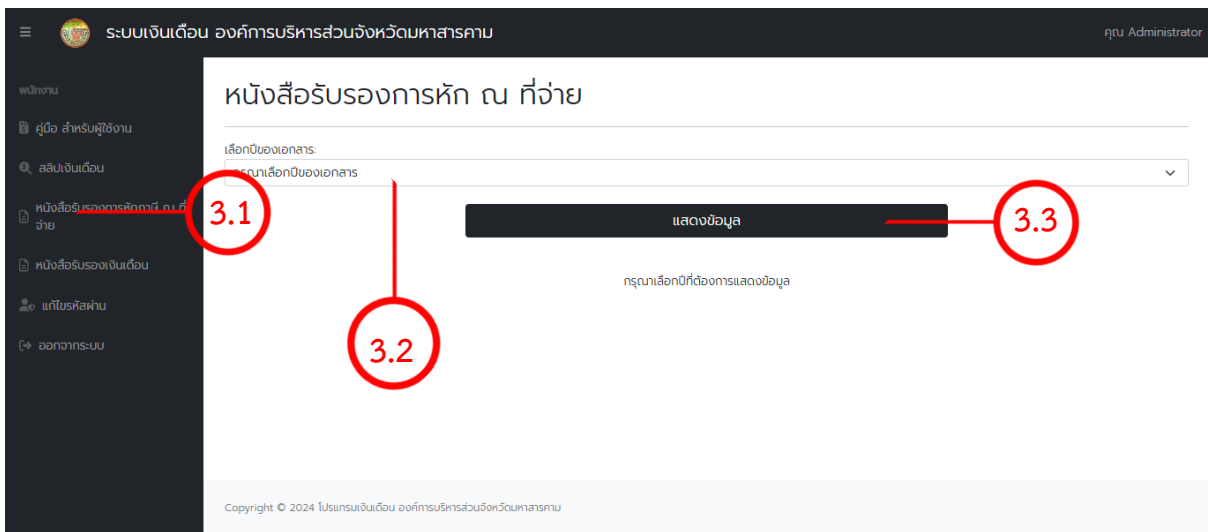 ระบบเงินเดือน องค์การบริหารส่วนจังหวัดมหาสารคาม
คุณ Administrator
พนักงาน
คู่มือ สำหรับผู้ใช้งาน
สลิปเงินเดือน
หนังสือรับรองการหักภาษี ณ ที่
จ่าย
หนังสือรับรองเงินเดือน
แก้ไขรหัสผ่าน
ออกจากระบบ
หนังสือรับรองการหัก ณ ที่จ่าย
เลือกปีของเอกสาร:
กรุณาเลือกปีของเอกสาร
3.1
แสดงข้อมูล
3.3
กรุณาเลือกปีที่ต้องการแสดงข้อมูล
3.2
Copyright © 2024 โปรแกรมเงินเดือน องค์การบริหารส่วนจังหวัดมหาสารคาม